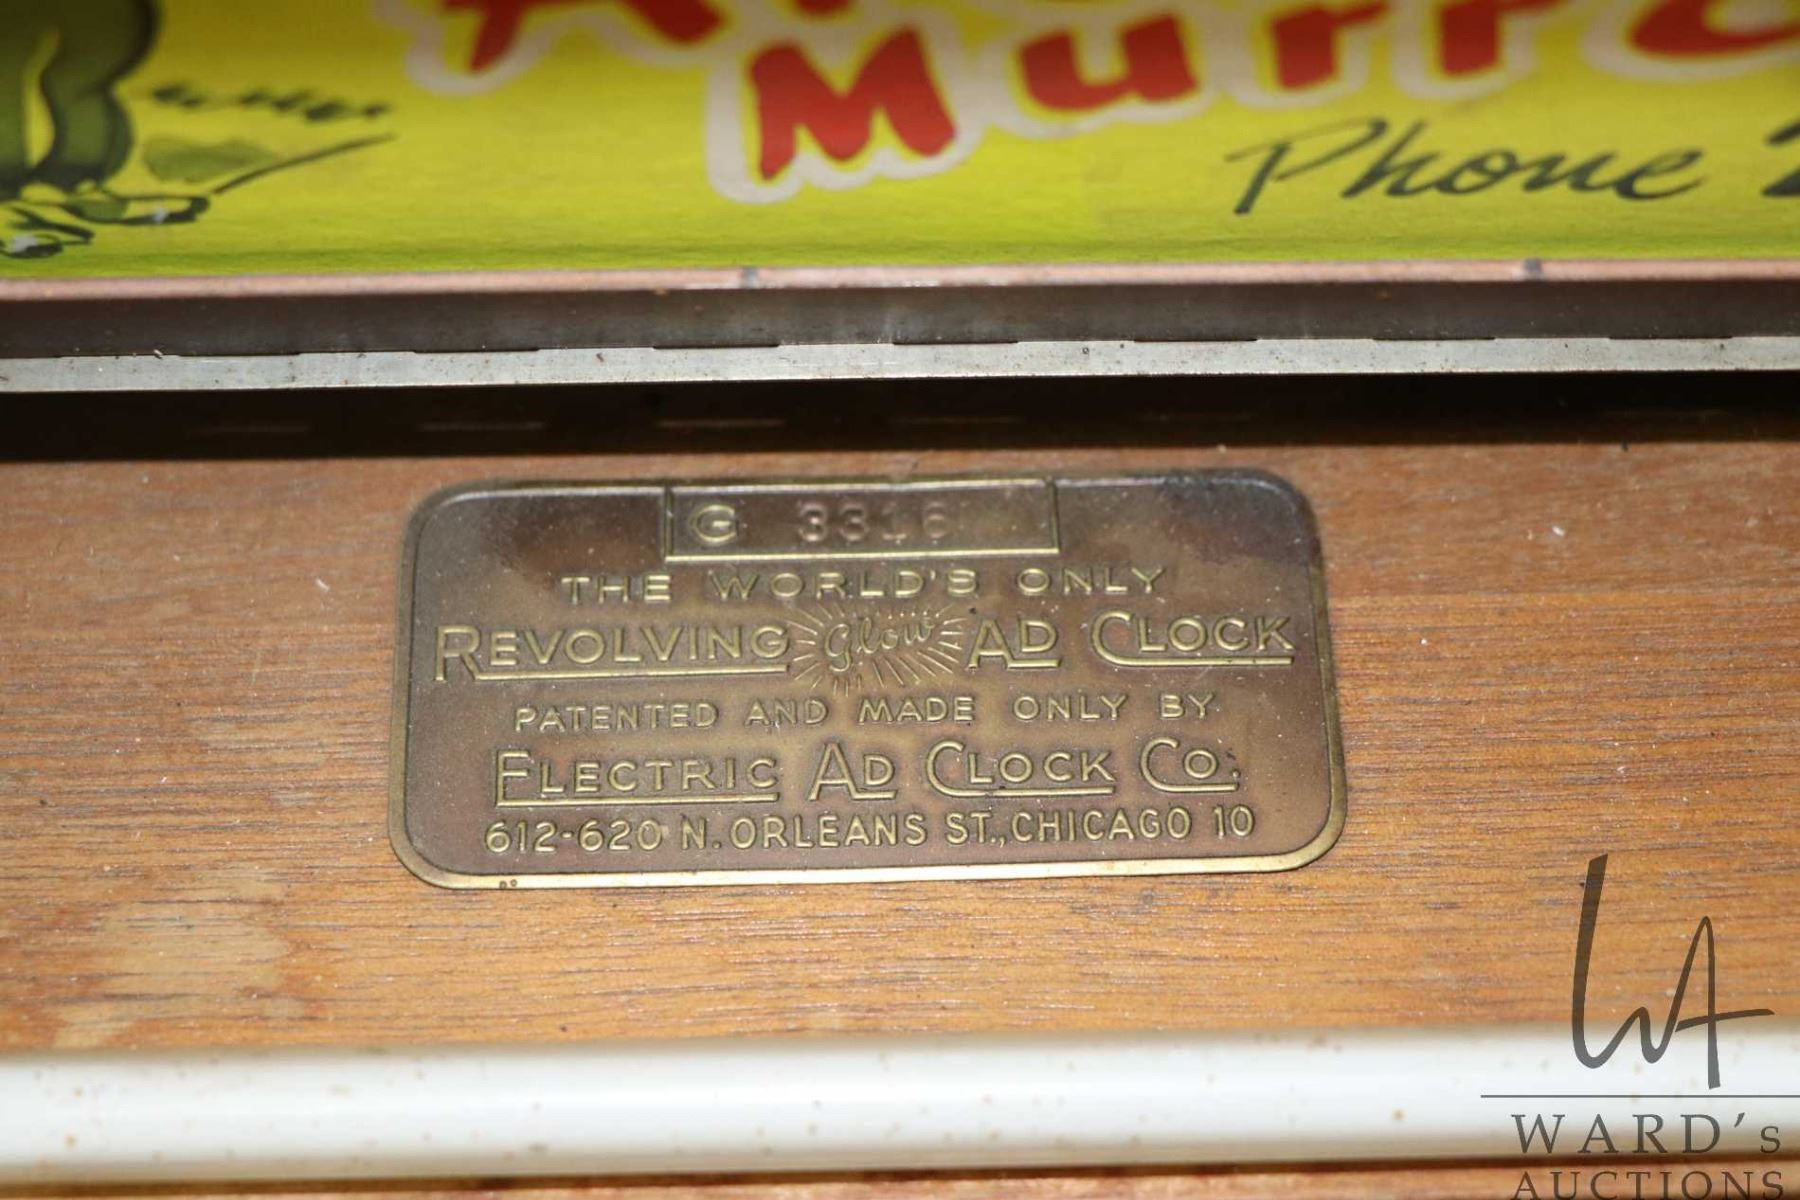 Phone
G 3316
THE WORLD'S ONLY
REVOLVING Glow AD CLOCK
PATENTED AND MADE ONLY BY
ELECTRIC AD CLOCK CO.
612-620 N. ORLEANS ST., CHICAGO 10
WA
WARD's
AUCTIONS